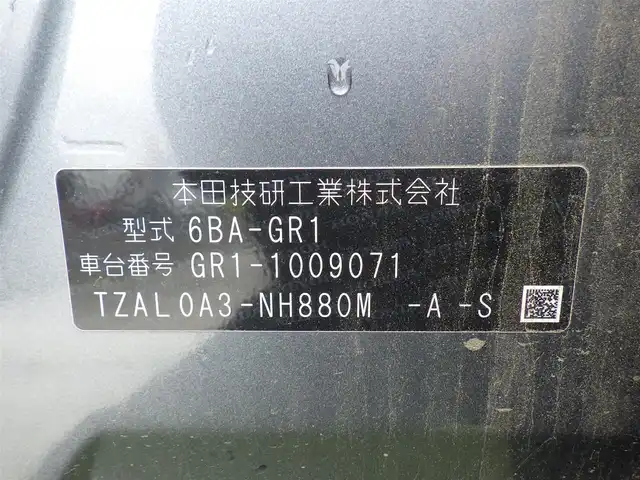 本田技研工業株式会社
型式 6BA-GR1
車台番号 GR1-1009071
TZAL0A3-NH880M -A -S